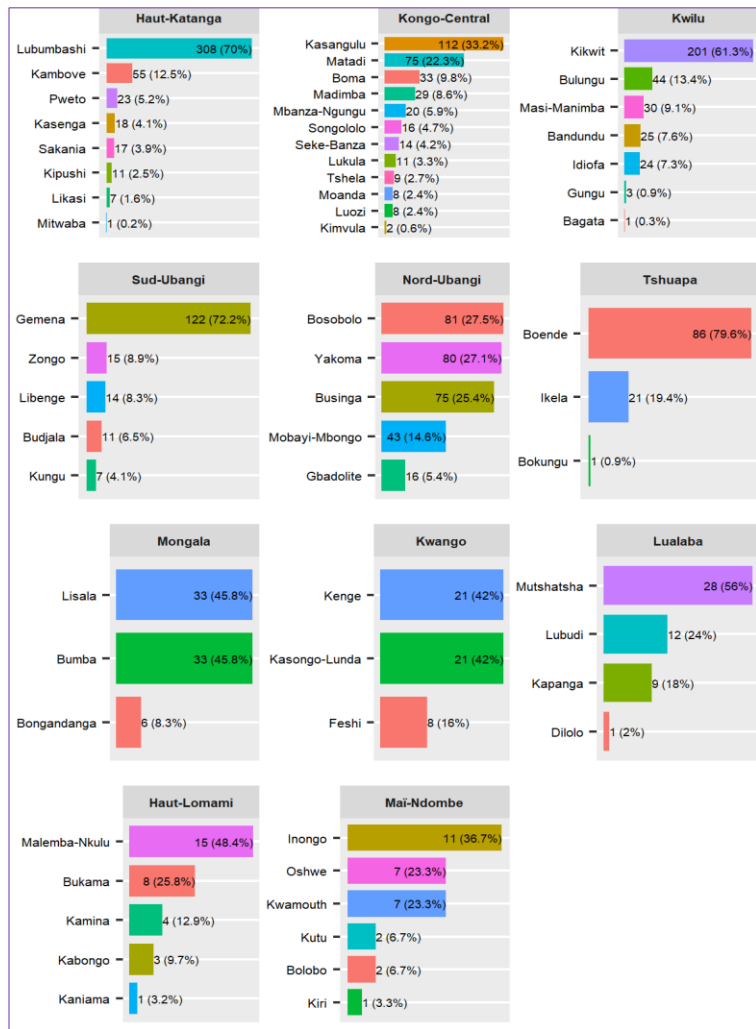 Haut-Katanga
Lubumbashi 308 (70%)
Kambove 55 (12.5%)
Pweto 23 (5.2%)
Kasenga 18 (4.1%)
Sakania 17 (3.9%)
Kipushi 11 (2.5%)
Likasi 7 (1.6%)
Mitwaba 1 (0.2%)
Kongo-Central
Kasangulu 112 (33.2%)
Matadi 75 (22.3%)
Boma 33 (9.8%)
Madimba 29 (8.6%)
Mbanza-Ngungu 20 (5.9%)
Songololo 16 (4.7%)
Seke-Banza 14 (4.2%)
Lukula 11 (3.3%)
Tshela 9 (2.7%)
Moanda 8 (2.4%)
Luozi 8 (2.4%)
Kimvula 2 (0.6%)
Kwilu
Kikwit 201 (61.3%)
Bulungu 44 (13.4%)
Masi-Manimba 30 (9.1%)
Bandundu 25 (7.6%)
Idiofa 24 (7.3%)
Gungu 3 (0.9%)
Bagata 1 (0.3%)
Sud-Ubangi
Gemena 122 (72.2%)
Zongo 15 (8.9%)
Libenge 14 (8.3%)
Budjala 11 (6.5%)
Kungu 7 (4.1%)
Nord-Ubangi
Bosobolo 81 (27.5%)
Yakoma 80 (27.1%)
Businga 75 (25.4%)
Mobayi-Mbongo 43 (14.6%)
Gbadolite 16 (5.4%)
Tshuapa
Boende 86 (79.6%)
Ikela 21 (19.4%)
Bokungu 1 (0.9%)
Mongala
Lisala 33 (45.8%)
Bumba 33 (45.8%)
Bongandanga 6 (8.3%)
Kwango
Kenge 21 (42%)
Kasongo-Lunda 21 (42%)
Feshi 8 (16%)
Lualaba
Mutshatsha 28 (56%)
Lubudi 12 (24%)
Kapanga 9 (18%)
Dilolo 1 (2%)
Haut-Lomami
Malemba-Nkulu 15 (48.4%)
Bukama 8 (25.8%)
Kamina 4 (12.9%)
Kabongo 3 (9.7%)
Kaniama 1 (3.2%)
Maï-Ndombe
Inongo 11 (36.7%)
Oshwe 7 (23.3%)
Kwamouth 7 (23.3%)
Kutu 2 (6.7%)
Bolobo 2 (6.7%)
Kiri 1 (3.3%)